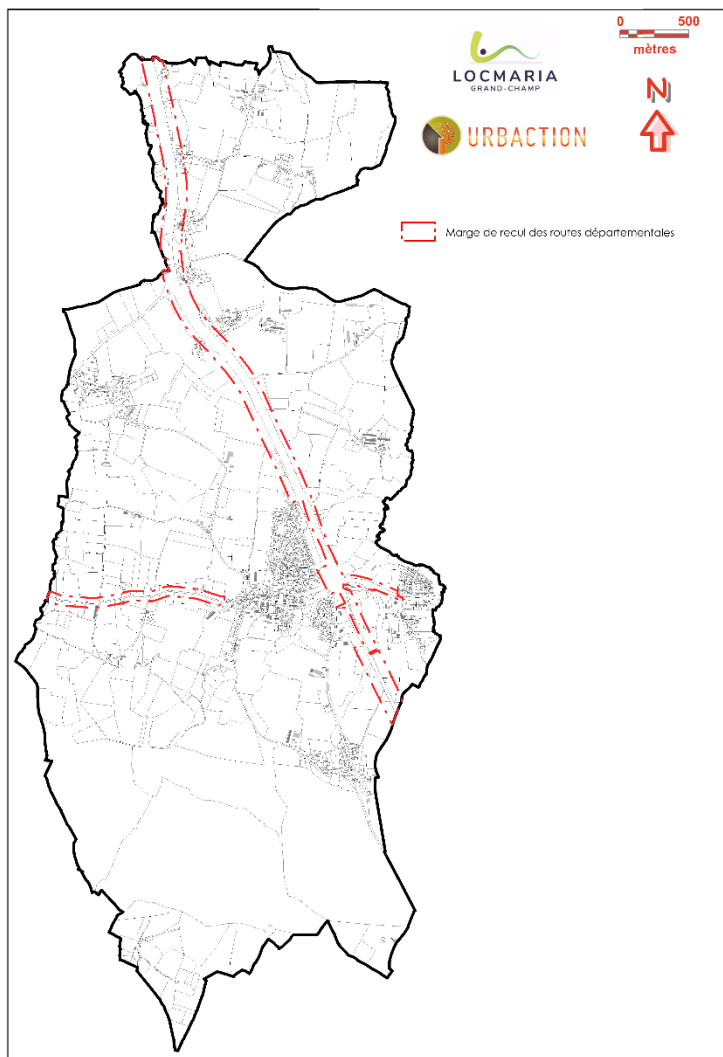 0 500
mètres
LOCMARIA
GRAND-CHAMP
N
URBACTION
Marge de recul des routes départementales